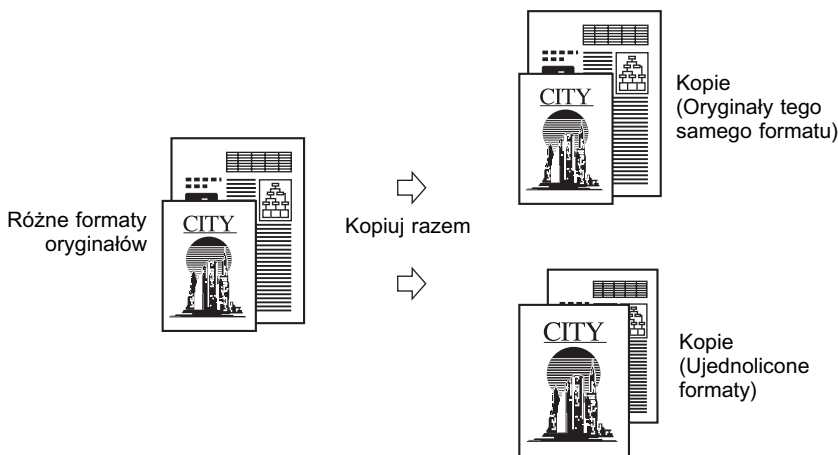 Różne formaty
oryginałów
CITY
Kopiuj razem
CITY
Kopie
(Oryginały tego
samego formatu)
CITY
Kopie
(Ujednolicone
formaty)